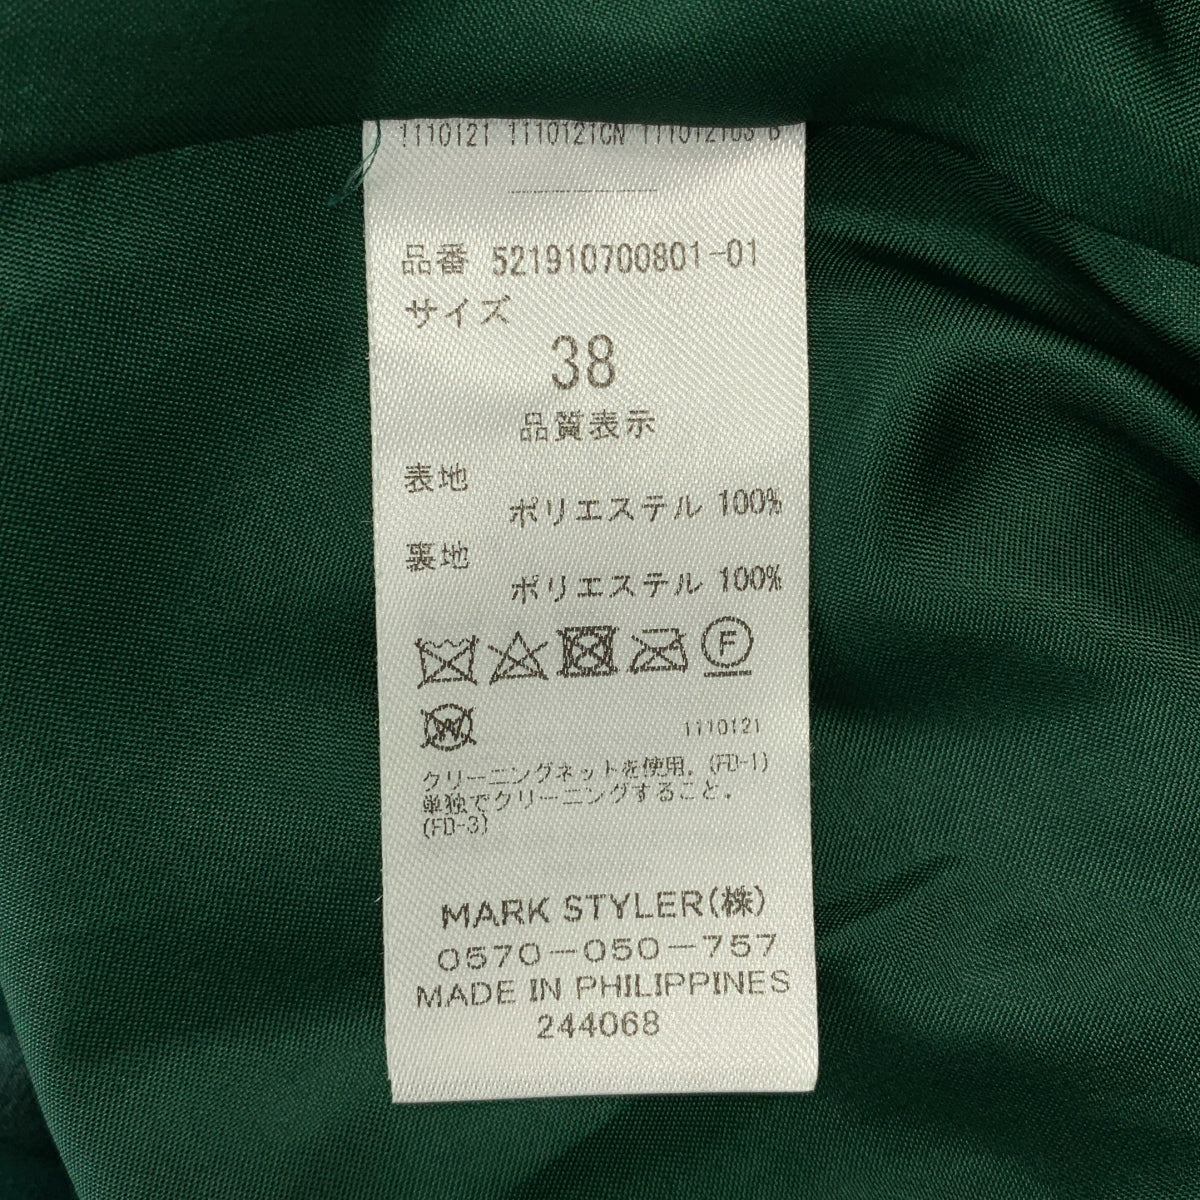 1110121 1110121CN 1110121US B
品番 521910700801-01
サイズ
38
品質表示
表地
ポリエステル 100%
裏地
ポリエステル 100%
F
W
1110121
クリーニングネットを使用。(FD-1)
単独でクリーニングすること。
(FD-3)
MARK STYLER(株)
0570-050-757
MADE IN PHILIPPINES
244068